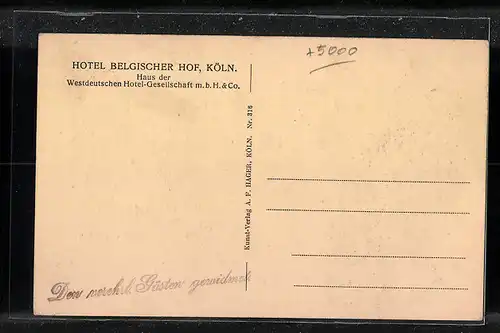 +5000
HOTEL BELGISCHER HOF, KÖLN.
Haus der
Westdeutschen Hotel-Gesellschaft m.b.H.&Co.
Kunst-Verlag A. P. HAGER, KÖLN. Nr. 316
Den verehrl. Gästen gewidmet